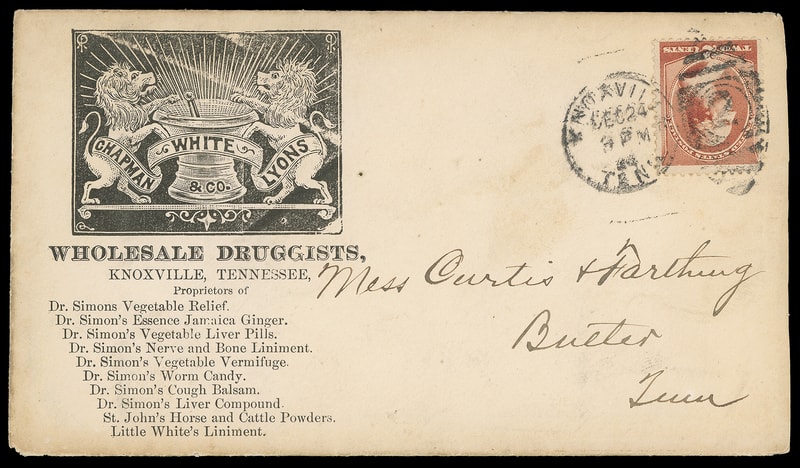 CHAPMAN WHITE LYONS
& CO.
WHOLESALE DRUGGISTS,
KNOXVILLE, TENNESSEE,
Proprietors of
Dr. Simons Vegetable Relief.
Dr. Simon's Essence Jamaica Ginger.
Dr. Simon's Vegetable Liver Pills.
Dr. Simon's Nerve and Bone Liniment.
Dr. Simon's Vegetable Vermifuge.
Dr. Simon's Worm Candy.
Dr. Simon's Cough Balsam.
Dr. Simon's Liver Compound.
St. John's Horse and Cattle Powders.
Little White's Liniment.
TWO CENTS
KNOXVILLE
DEC 24
9 PM
TENN
Mess Curtis & Farthing
Butler
Tenn